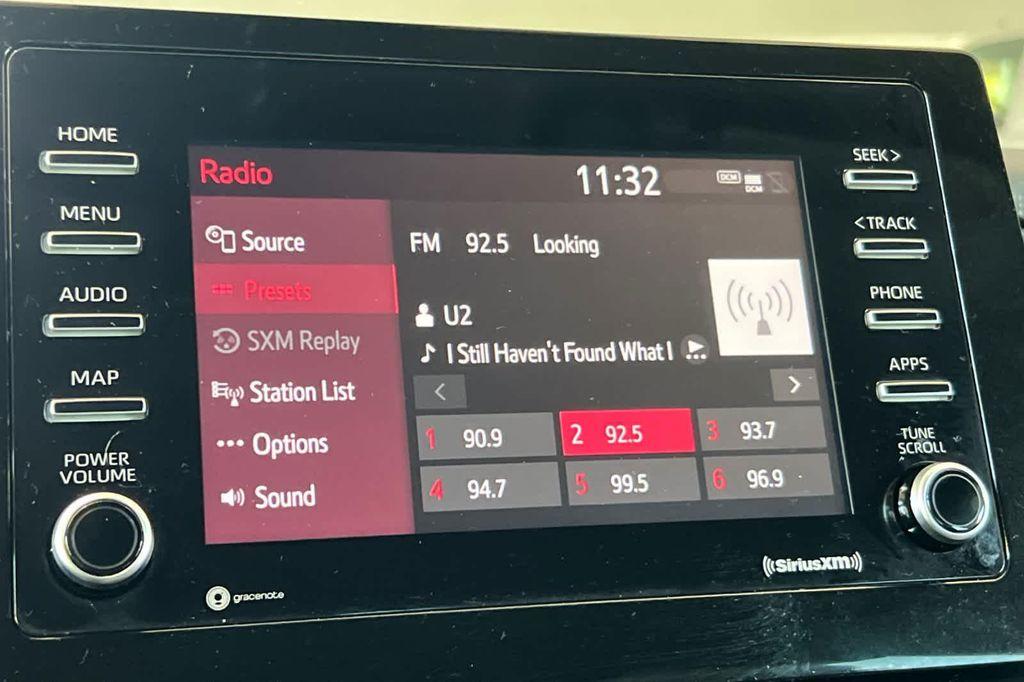 HOME
MENU
AUDIO
MAP
POWER
VOLUME
Radio
11:32
DCM
DCM
Source
Presets
SXM Replay
Station List
Options
Sound
FM 92.5 Looking
U2
I Still Haven't Found What I
1 90.9
2 92.5
3 93.7
4 94.7
5 99.5
6 96.9
SEEK>
<TRACK
PHONE
APPS
TUNE
SCROLL
gracenote
SiriusXM